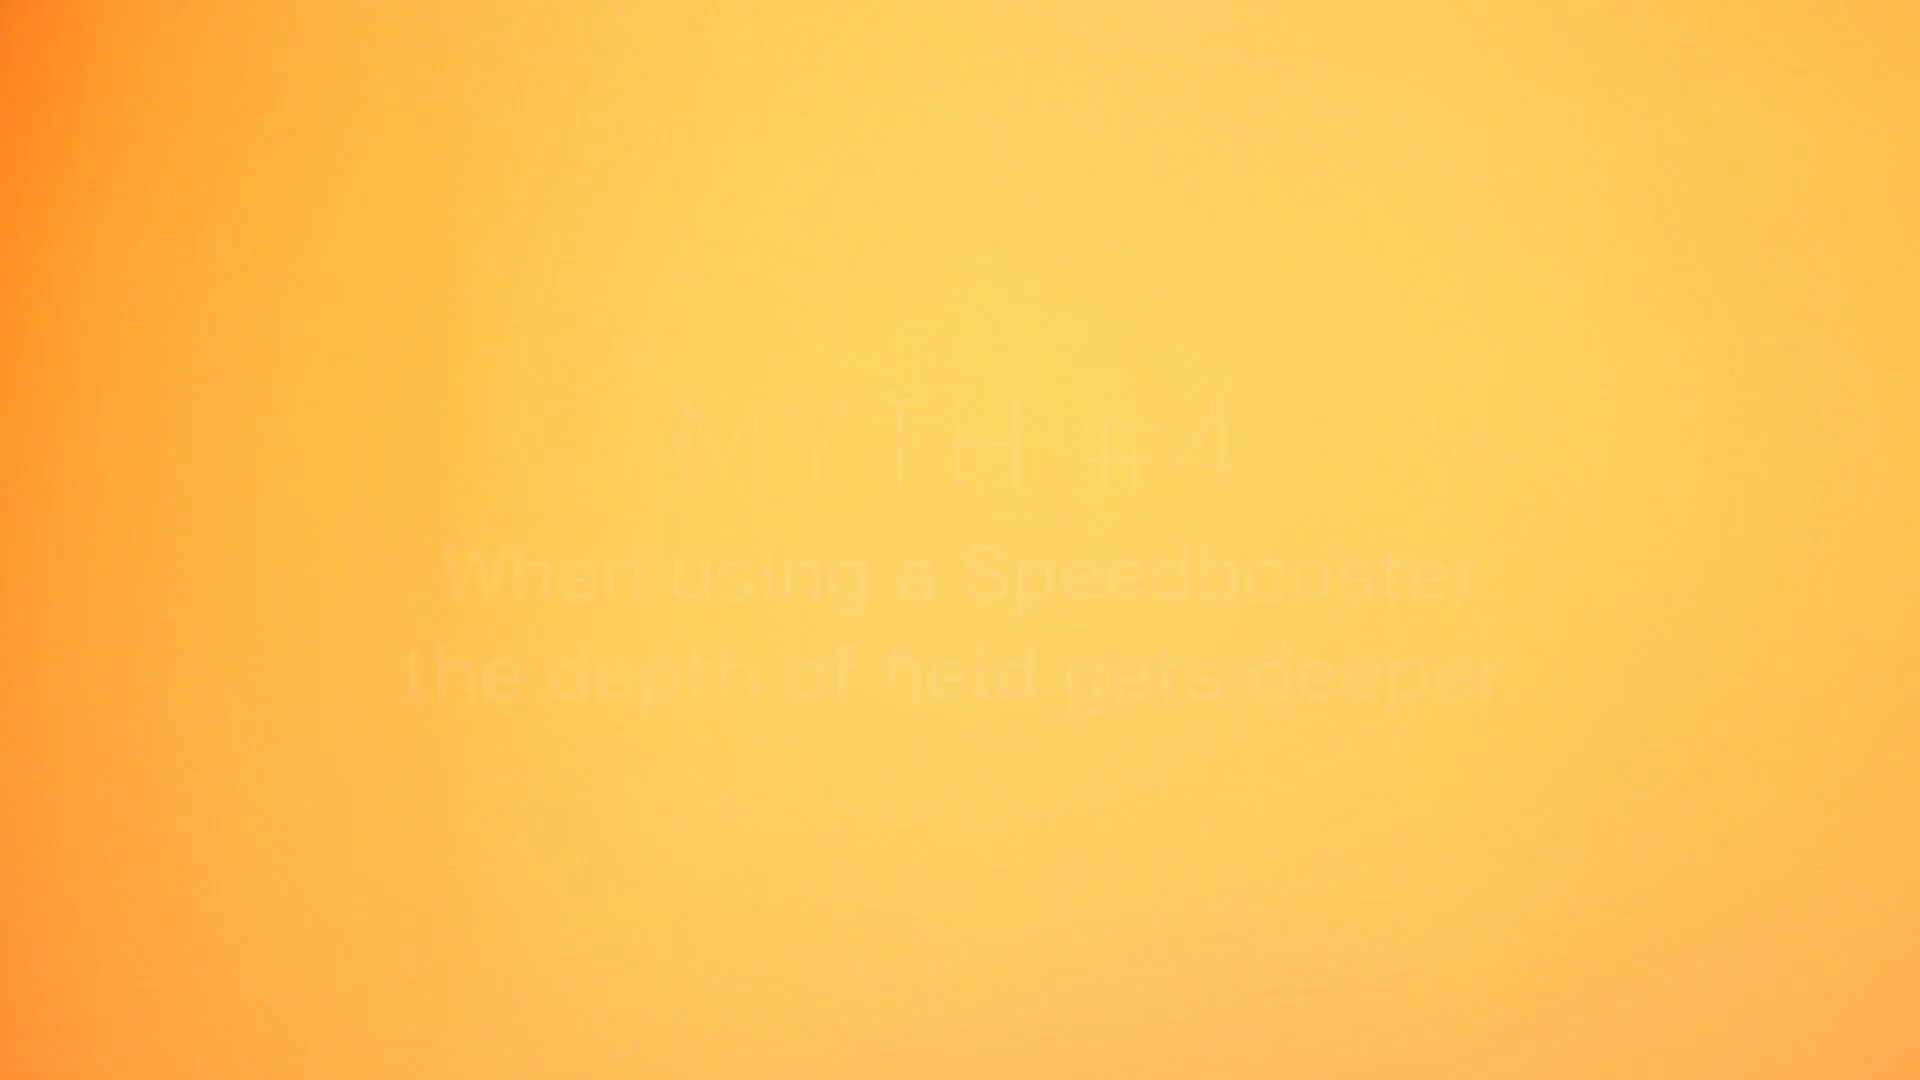 MYTH #4
When using a Speedbooster
the depth of field gets deeper.